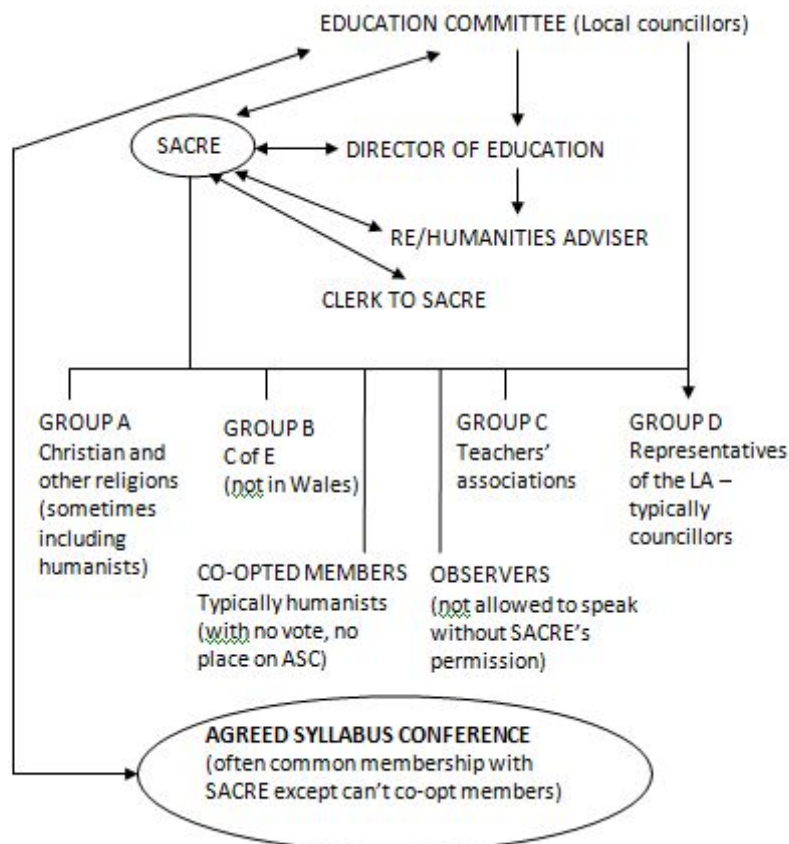 EDUCATION COMMITTEE (Local councillors)
SACRE
DIRECTOR OF EDUCATION
RE/HUMANITIES ADVISER
CLERK TO SACRE
GROUP A
Christian and
other religions
(sometimes
including
humanists)
GROUP B
C of E
(not in Wales)
GROUP C
Teachers’
associations
GROUP D
Representatives
of the LA –
typically
councillors
CO-OPTED MEMBERS
Typically humanists
(with no vote, no
place on ASC)
OBSERVERS
(not allowed to speak
without SACRE’s
permission)
AGREED SYLLABUS CONFERENCE
(often common membership with
SACRE except can’t co-opt members)